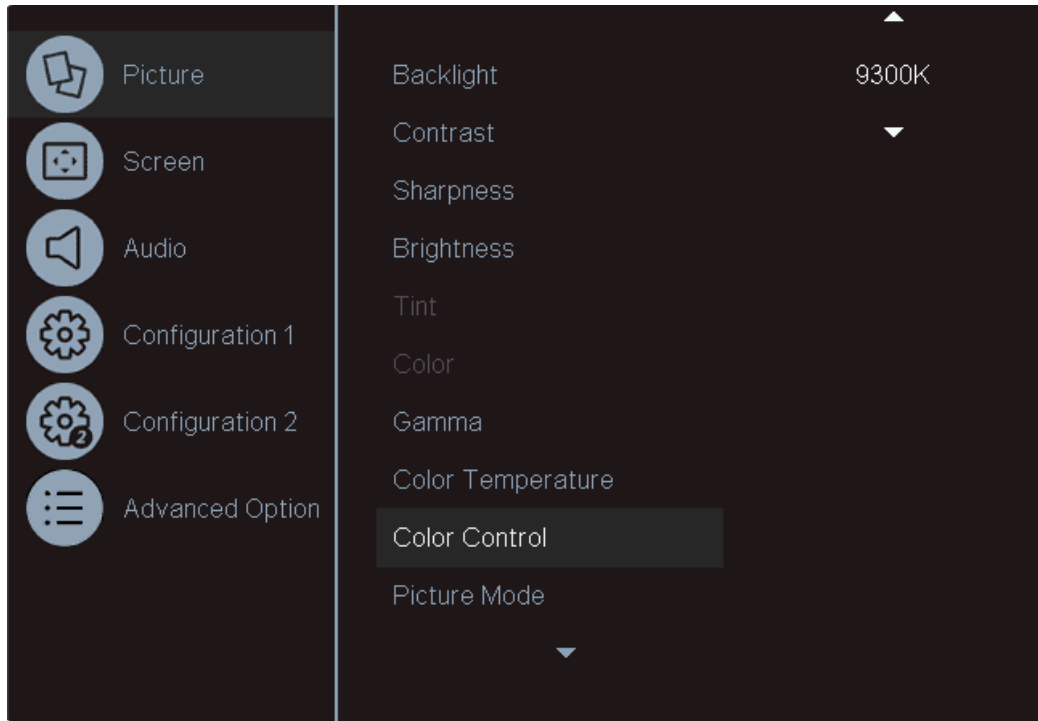 Picture
Screen
Audio
Configuration 1
Configuration 2
2
Advanced Option
Backlight
Contrast
Sharpness
Brightness
Tint
Color
Gamma
Color Temperature
Color Control
Picture Mode
9300K